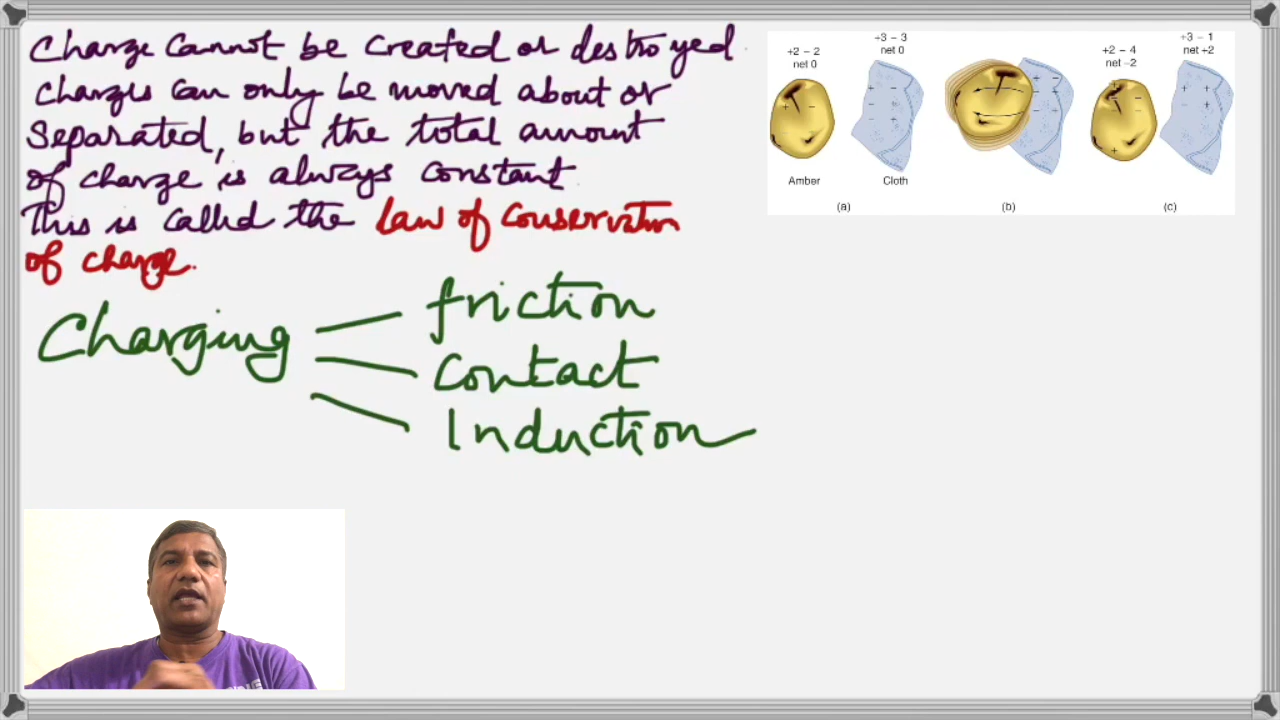 Charge cannot be created or destroyed
Charges can only be moved about or
Separated, but the total amount
of charge is always constant
This is called the Law of conservation
of charge.
Charging
friction
Contact
Induction
+2 − 2
net 0
+3 − 3
net 0
+2 − 4
net −2
+3 − 1
net +2
Amber
Cloth
(a)
(b)
(c)